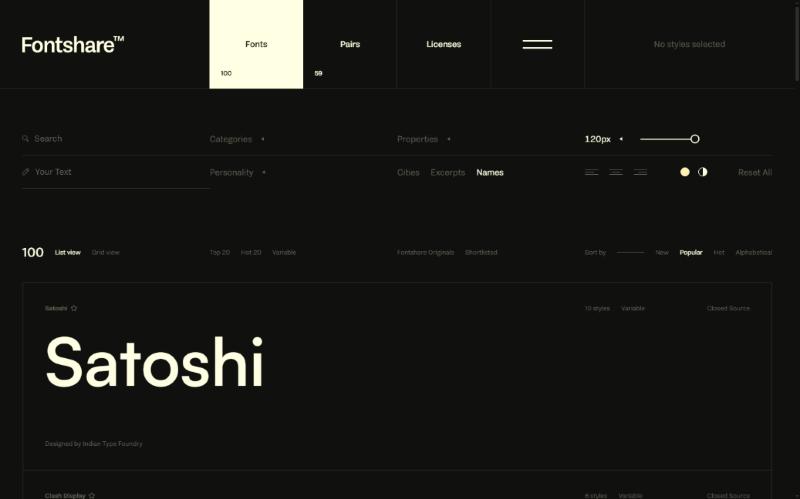 Fontshare™
Fonts
Pairs
Licenses
No styles selected
100
59
Search
Categories
Properties
120px
Your Text
Personality
Cities Excerpts Names
Reset All
100 List view Grid view
Top 20 Hot 20 Variable
Fontshare Originals Shortlisted
Sort by New Popular Hot Alphabetical
Satoshi
10 styles Variable
Closed Source
Satoshi
Designed by Indian Type Foundry
Clash Display
6 styles Variable
Closed Source